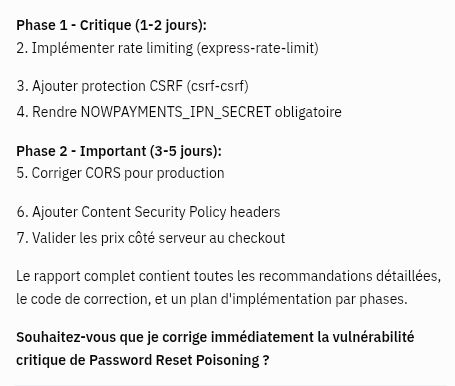 Phase 1 - Critique (1-2 jours):
2. Implémenter rate limiting (express-rate-limit)
3. Ajouter protection CSRF (csrf-csrf)
4. Rendre NOWPAYMENTS_IPN_SECRET obligatoire
Phase 2 - Important (3-5 jours):
5. Corriger CORS pour production
6. Ajouter Content Security Policy headers
7. Valider les prix côté serveur au checkout
Le rapport complet contient toutes les recommandations détaillées,
le code de correction, et un plan d'implémentation par phases.
Souhaitez-vous que je corrige immédiatement la vulnérabilité
critique de Password Reset Poisoning ?